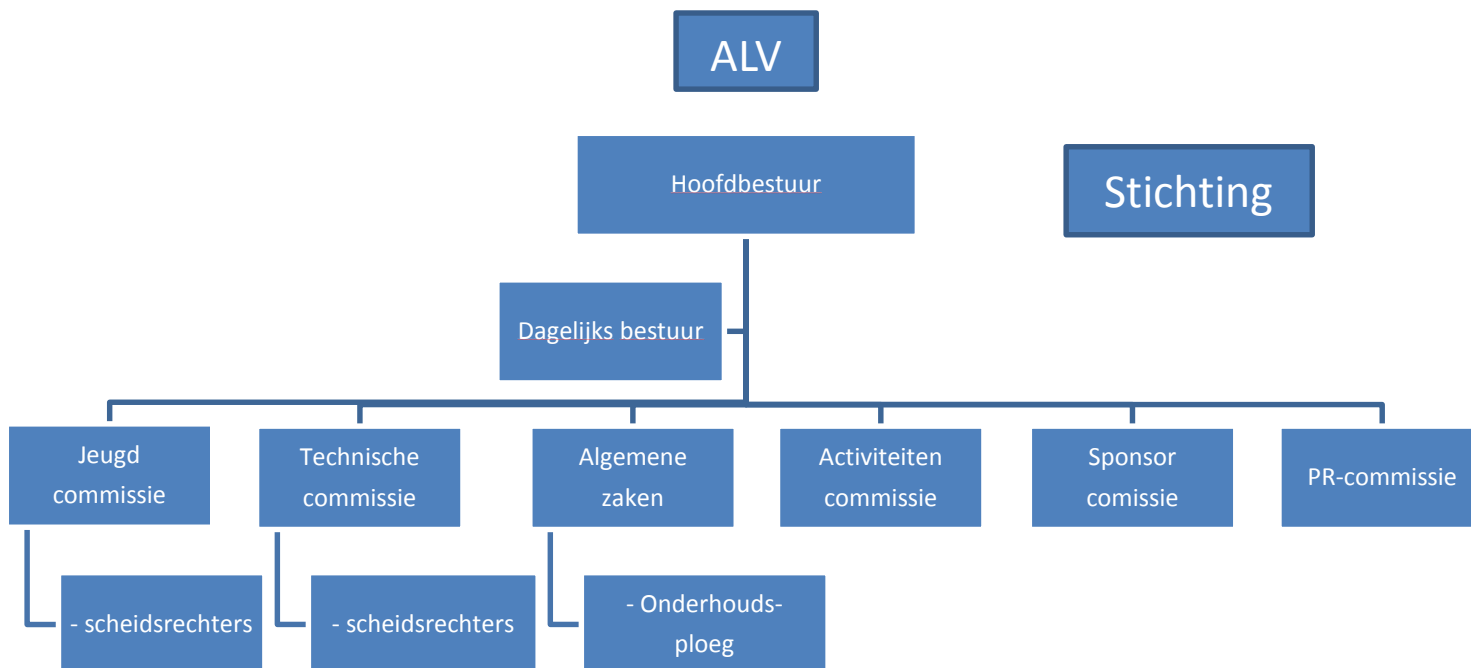 ALV
Hoofdbestuur
Stichting
Dagelijks bestuur
Jeugd
commissie
Technische
commissie
Algemene
zaken
Activiteiten
commissie
Sponsor
comissie
PR-commissie
- scheidsrechters
- scheidsrechters
- Onderhouds-
ploeg